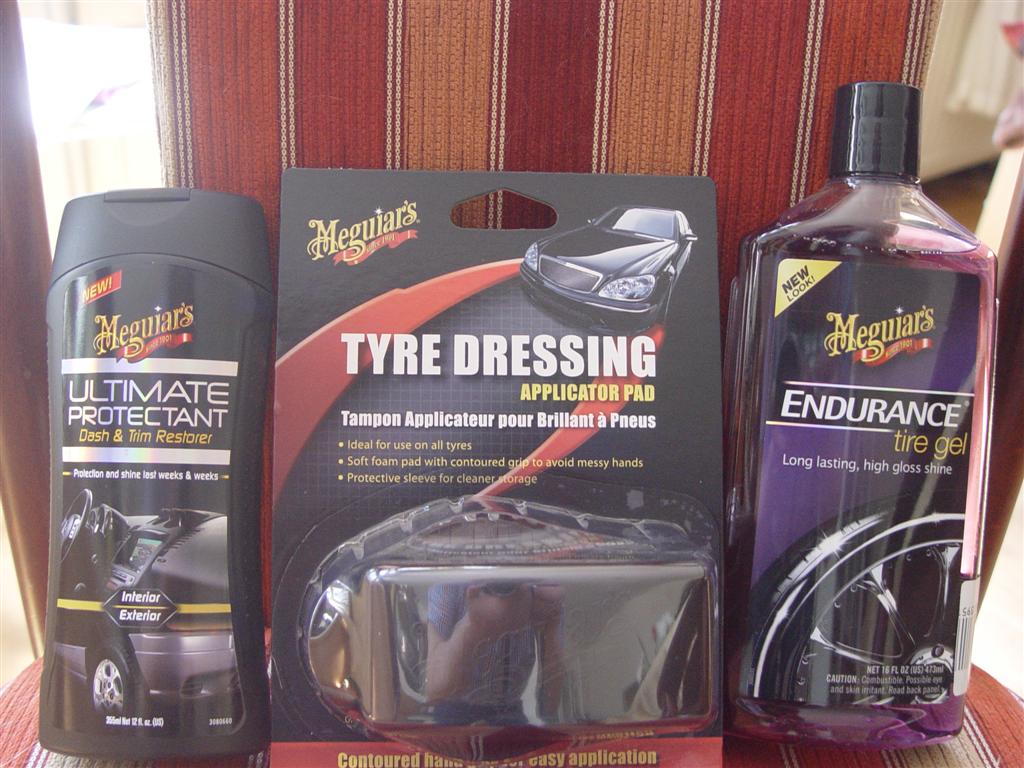 NEW!
Meguiar's
SINCE 1901
ULTIMATE
PROTECTANT
Dash & Trim Restorer
Protection and shine last weeks & weeks
Interior
Exterior
355ml Net 12 fl. oz. (US)
3080660
Meguiar's
SINCE 1901
TYRE DRESSING
APPLICATOR PAD
Tampon Applicateur pour Brillant à Pneus
• Ideal for use on all tyres
• Soft foam pad with contoured grip to avoid messy hands
• Protective sleeve for cleaner storage
Contoured hand grip for easy application
NEW
LOOK!
Meguiar's
SINCE 1901
ENDURANCE
tire gel
Long lasting, high gloss shine
NET 16 FL OZ (US) 473ml
CAUTION: Combustible. Possible eye
and skin irritant. Read back panel.